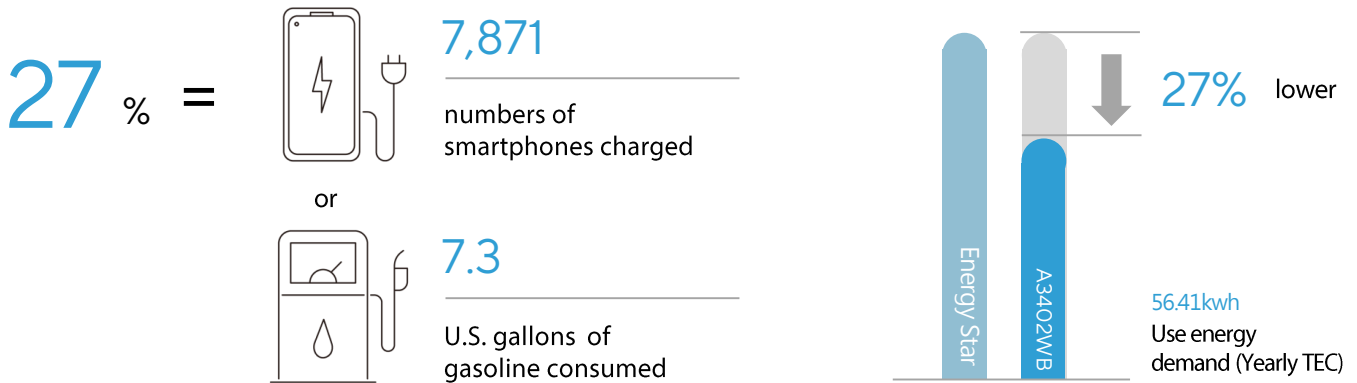 27 % =
7,871
numbers of
smartphones charged
or
7.3
U.S. gallons of
gasoline consumed
Energy Star
A3402WB
27% lower
56.41kwh
Use energy
demand (Yearly TEC)